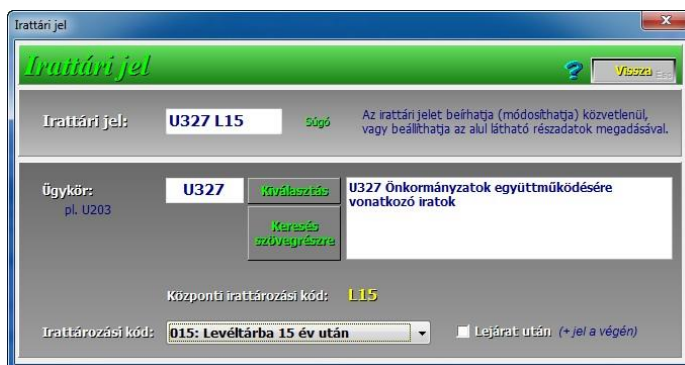 Irattári jel
Irattári jel
Vissza
Irattári jel:
U327 L15
Súgó
Az irattári jelet beírhatja (módosíthatja) közvetlenül,
vagy beállíthatja az alul látható részadatok megadásával.
Ügykör:
pl. U203
U327
Kiválasztás
Keresés
szövegrészre
U327 Önkormányzatok együttműködésére
vonatkozó iratok
Központi irattározási kód:
L15
Irattározási kód:
015: Levéltárba 15 év után
Lejárat után
(+ jel a végén)